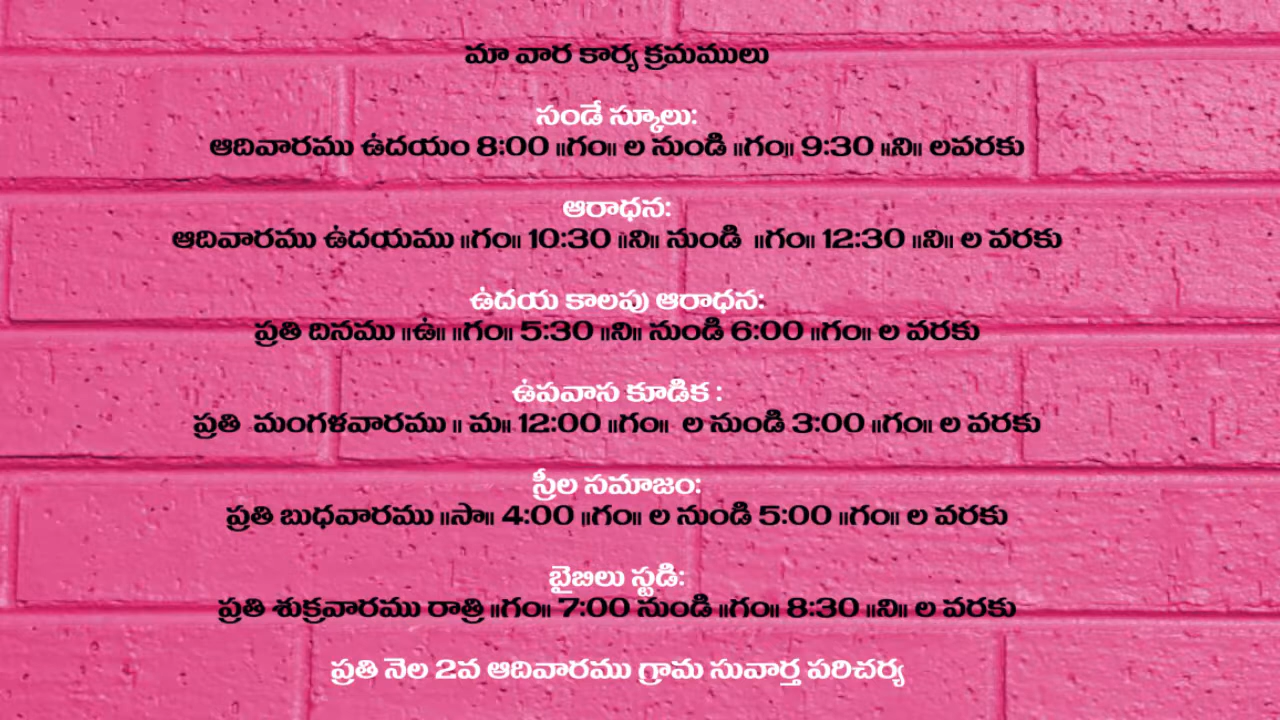 మా వార కార్య క్రమములు
సండే స్కూలు:
ఆదివారము ఉదయం 8:00 ॥గం॥ ల నుండి ॥గం॥ 9:30 ॥ని॥ లవరకు
ఆరాధన:
ఆదివారము ఉదయము ॥గం॥ 10:30 ॥ని॥ నుండి ॥గం॥ 12:30 ॥ని॥ ల వరకు
ఉదయ కాలపు ఆరాధన:
ప్రతి దినము ॥ఉ॥ ॥గం॥ 5:30 ॥ని॥ నుండి 6:00 ॥గం॥ ల వరకు
ఉపవాస కూడిక :
ప్రతి మంగళవారము ॥ మ॥ 12:00 ॥గం॥ ల నుండి 3:00 ॥గం॥ ల వరకు
స్రీల సమాజం:
ప్రతి బుధవారము ॥సా॥ 4:00 ॥గం॥ ల నుండి 5:00 ॥గం॥ ల వరకు
బైబిలు స్టడి:
ప్రతి శుక్రవారము రాత్రి ॥గం॥ 7:00 నుండి ॥గం॥ 8:30 ॥ని॥ ల వరకు
ప్రతి నెల 2వ ఆదివారము గ్రామ సువార్త పరిచర్య